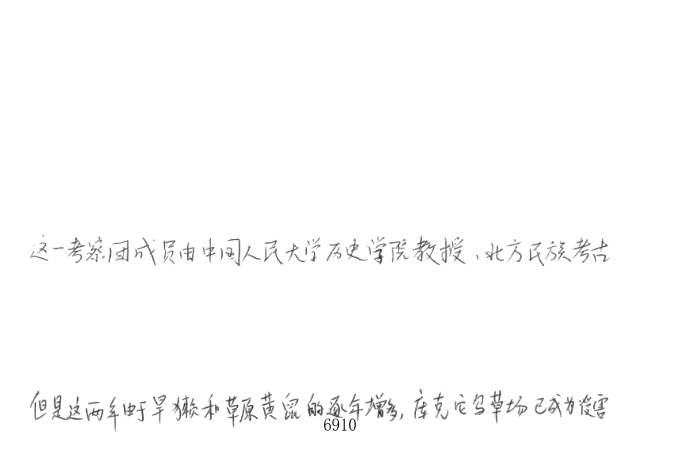 这一考察团成员由中国人民大学历史学院教授、北方民族考古
但是这两年由于旱獭和草原黄鼠的逐年增多,库克它乌草场已成为没害
6910